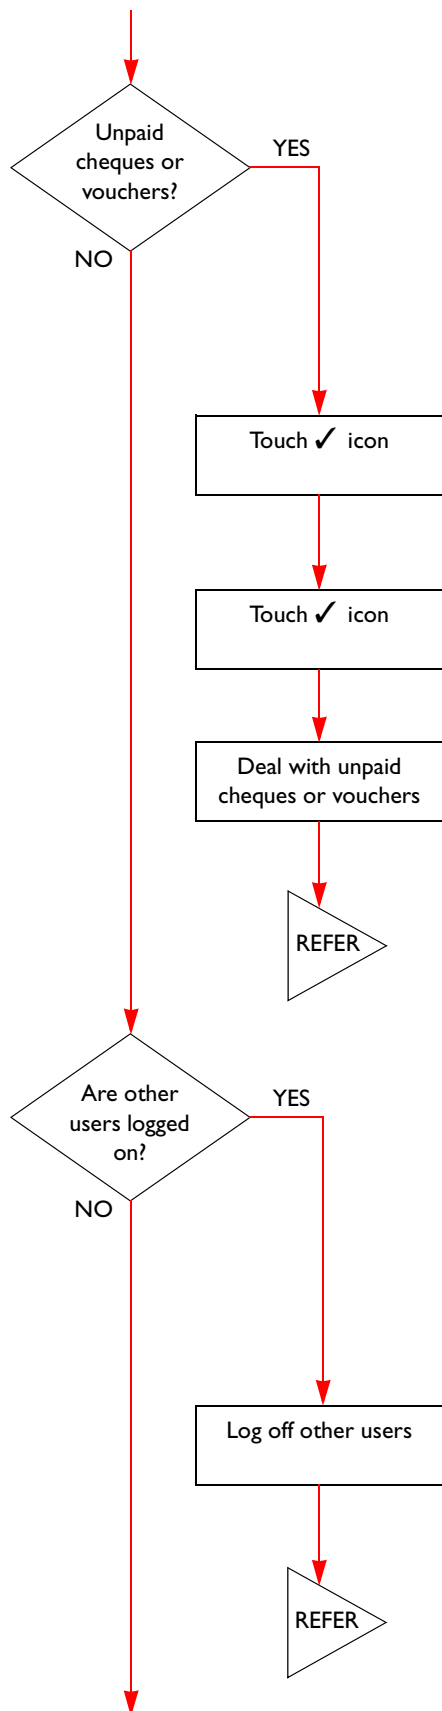 Unpaid
cheques or
vouchers?
YES
NO
Touch ✓ icon
Touch ✓ icon
Deal with unpaid
cheques or vouchers
REFER
Are other
users logged
on?
YES
NO
Log off other users
REFER